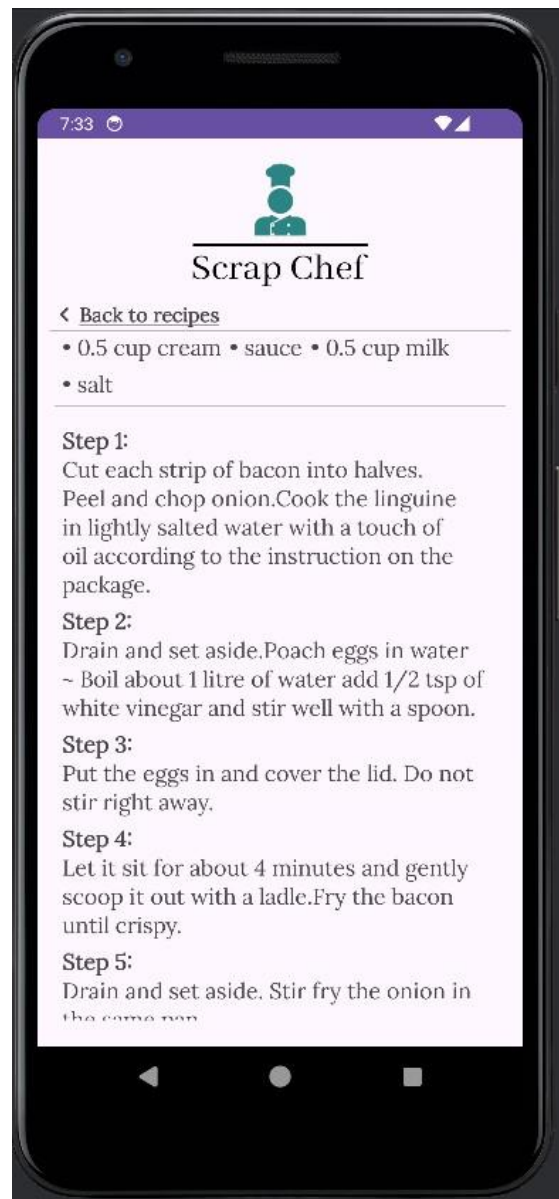 7:33
Scrap Chef
< Back to recipes
• 0.5 cup cream • sauce • 0.5 cup milk
• salt
Step 1:
Cut each strip of bacon into halves.
Peel and chop onion.Cook the linguine
in lightly salted water with a touch of
oil according to the instruction on the
package.
Step 2:
Drain and set aside.Poach eggs in water
~ Boil about 1 litre of water add 1/2 tsp of
white vinegar and stir well with a spoon.
Step 3:
Put the eggs in and cover the lid. Do not
stir right away.
Step 4:
Let it sit for about 4 minutes and gently
scoop it out with a ladle.Fry the bacon
until crispy.
Step 5:
Drain and set aside. Stir fry the onion in
the same pan